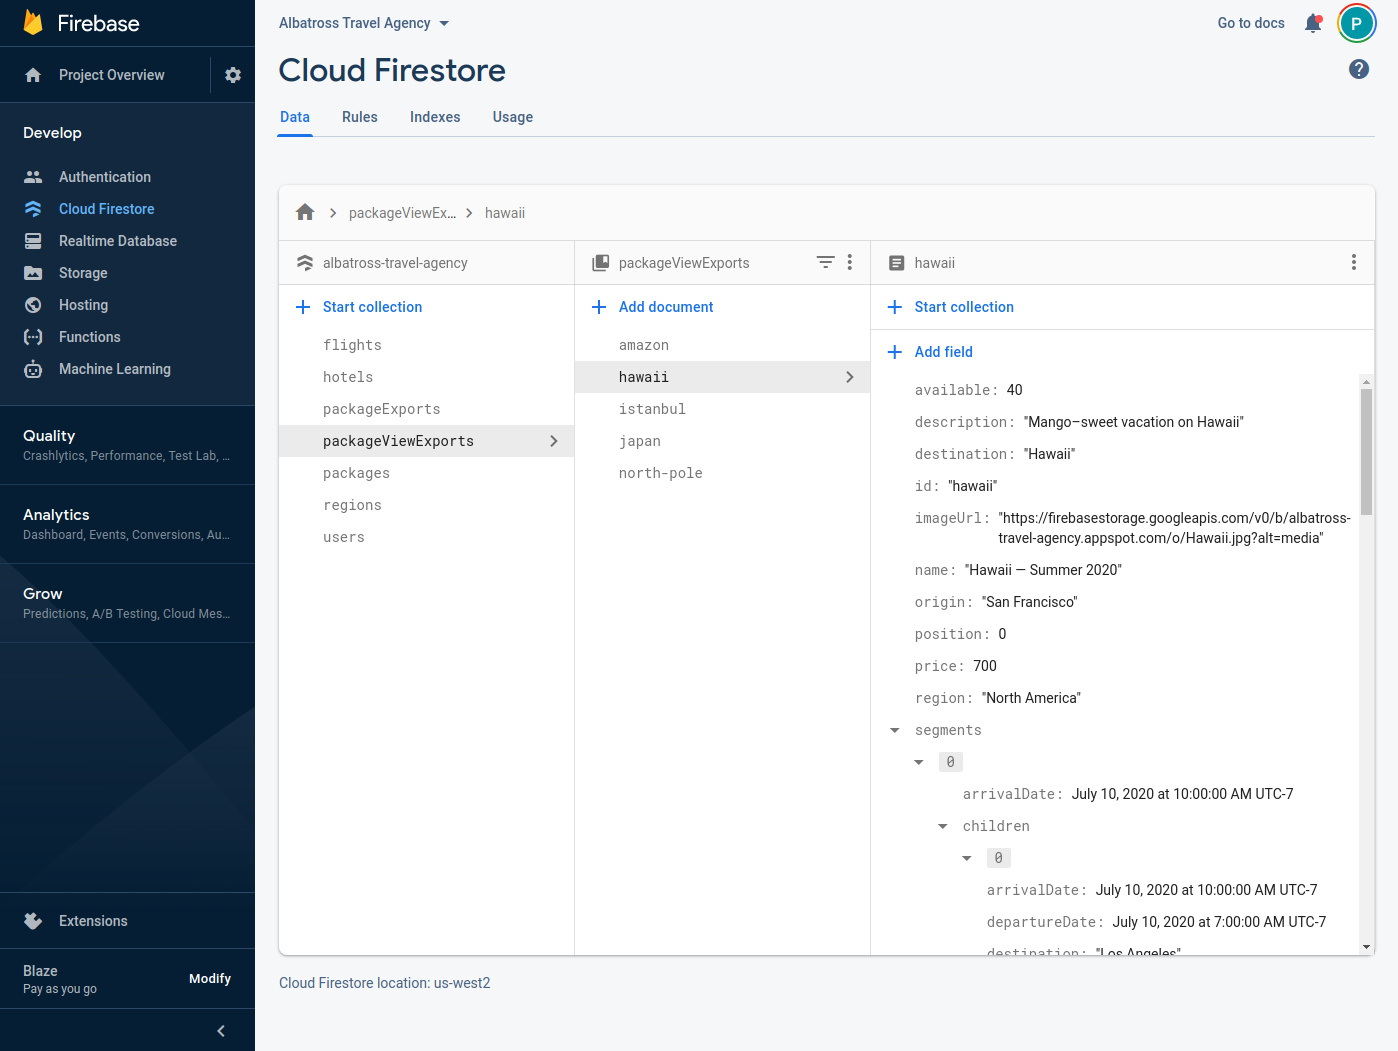 Firebase
Project Overview
Develop
Authentication
Cloud Firestore
Realtime Database
Storage
Hosting
Functions
Machine Learning
Quality
Crashlytics, Performance, Test Lab, ...
Analytics
Dashboard, Events, Conversions, Au...
Grow
Predictions, A/B Testing, Cloud Mes...
Extensions
Blaze
Pay as you go
Modify
Albatross Travel Agency
Go to docs
P
Cloud Firestore
?
Data Rules Indexes Usage
packageViewEx... hawaii
albatross-travel-agency
Start collection
flights
hotels
packageExports
packageViewExports
packages
regions
users
packageViewExports
Add document
amazon
hawaii
istanbul
japan
north-pole
hawaii
Start collection
Add field
available: 40
description: "Mango–sweet vacation on Hawaii"
destination: "Hawaii"
id: "hawaii"
imageUrl: "https://firebasestorage.googleapis.com/v0/b/albatross-
travel-agency.appspot.com/o/Hawaii.jpg?alt=media"
name: "Hawaii — Summer 2020"
origin: "San Francisco"
position: 0
price: 700
region: "North America"
segments
0
arrivalDate: July 10, 2020 at 10:00:00 AM UTC-7
children
0
arrivalDate: July 10, 2020 at 10:00:00 AM UTC-7
departureDate: July 10, 2020 at 7:00:00 AM UTC-7
destination: "Los Angeles"
Cloud Firestore location: us-west2